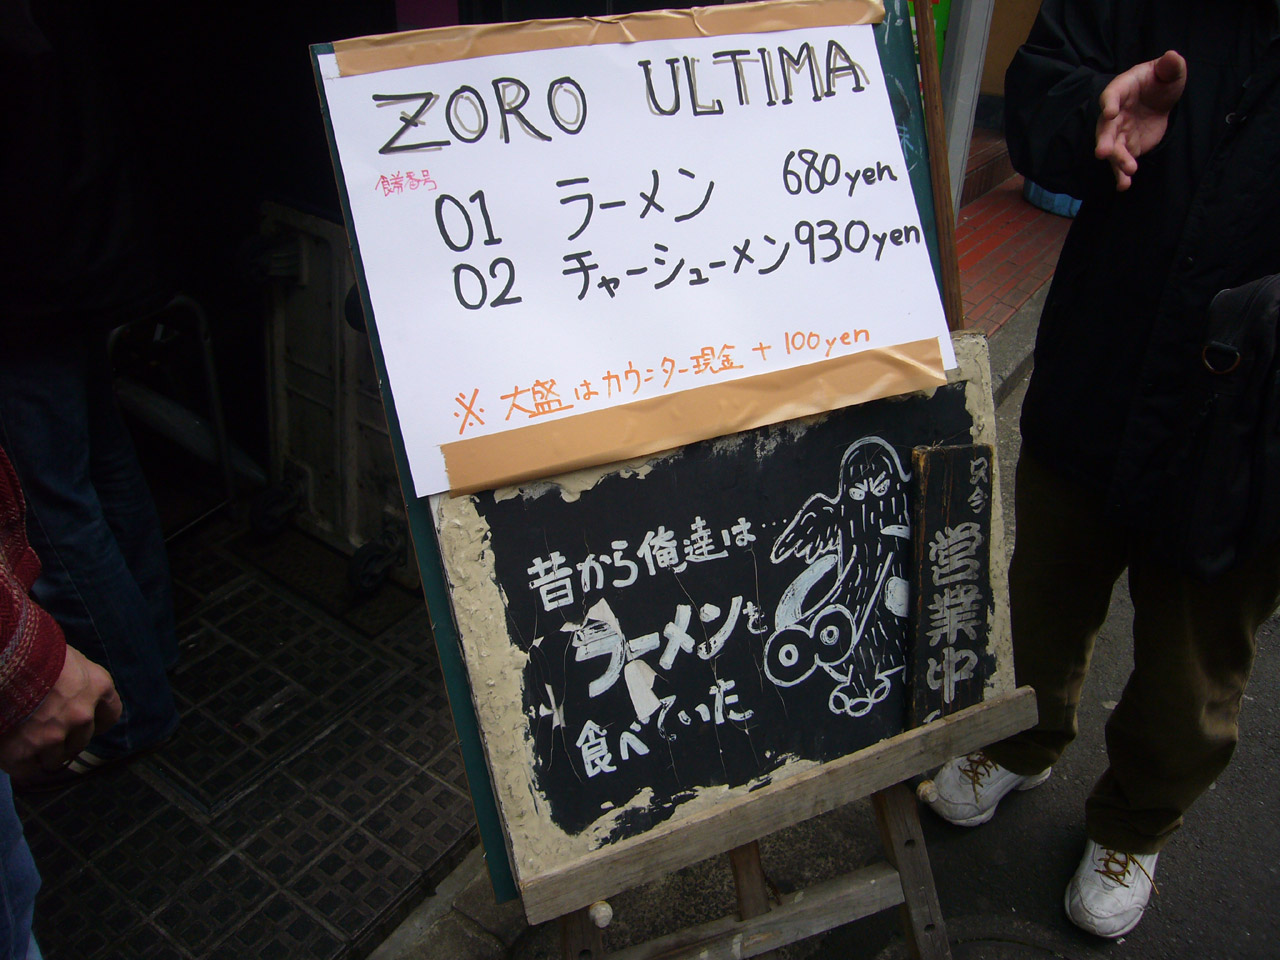 ZORO ULTIMA
食券番号
01 ラーメン 680yen
02 チャーシューメン 930yen
※ 大盛はカウンター現金 + 100yen
昔から俺達は…
ラーメンを
食べていた
只今
営業中